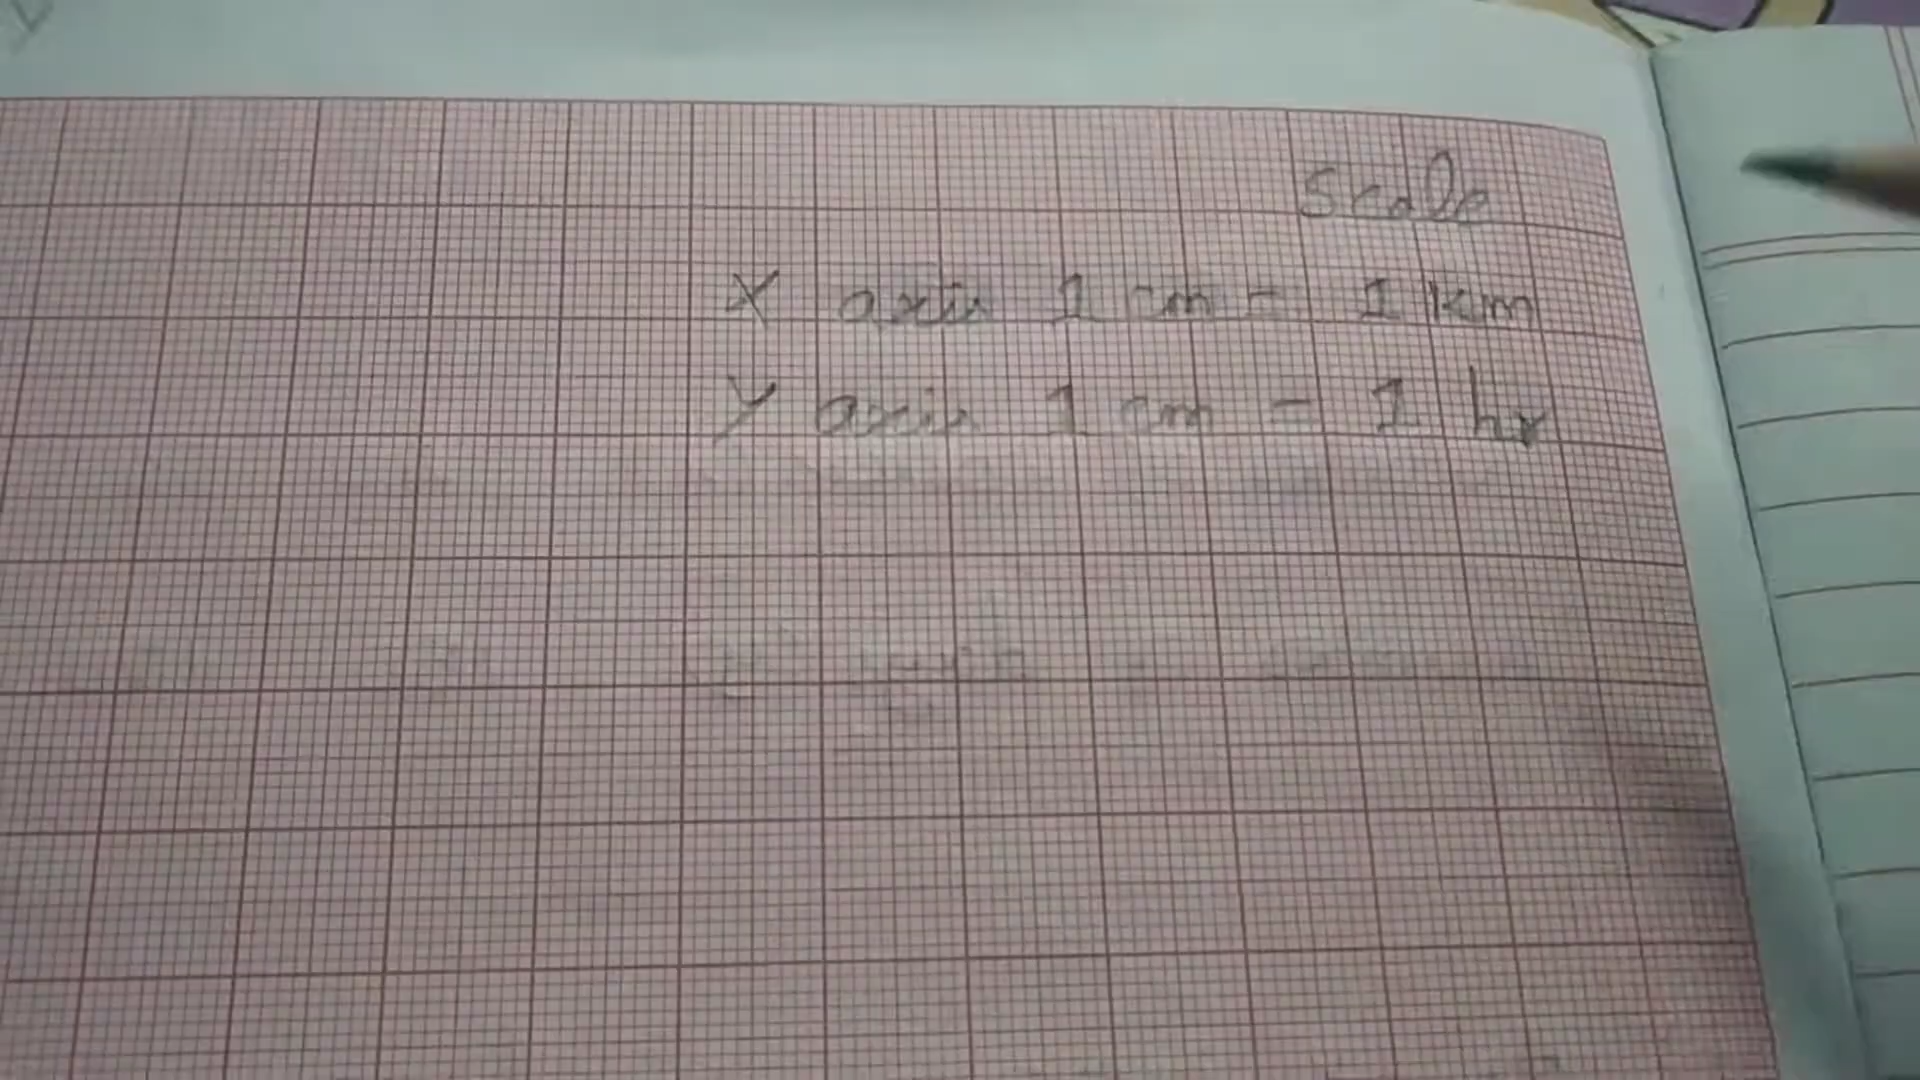 Scale
X axis 1 cm = 1 km
Y axis 1 cm = 1 hr